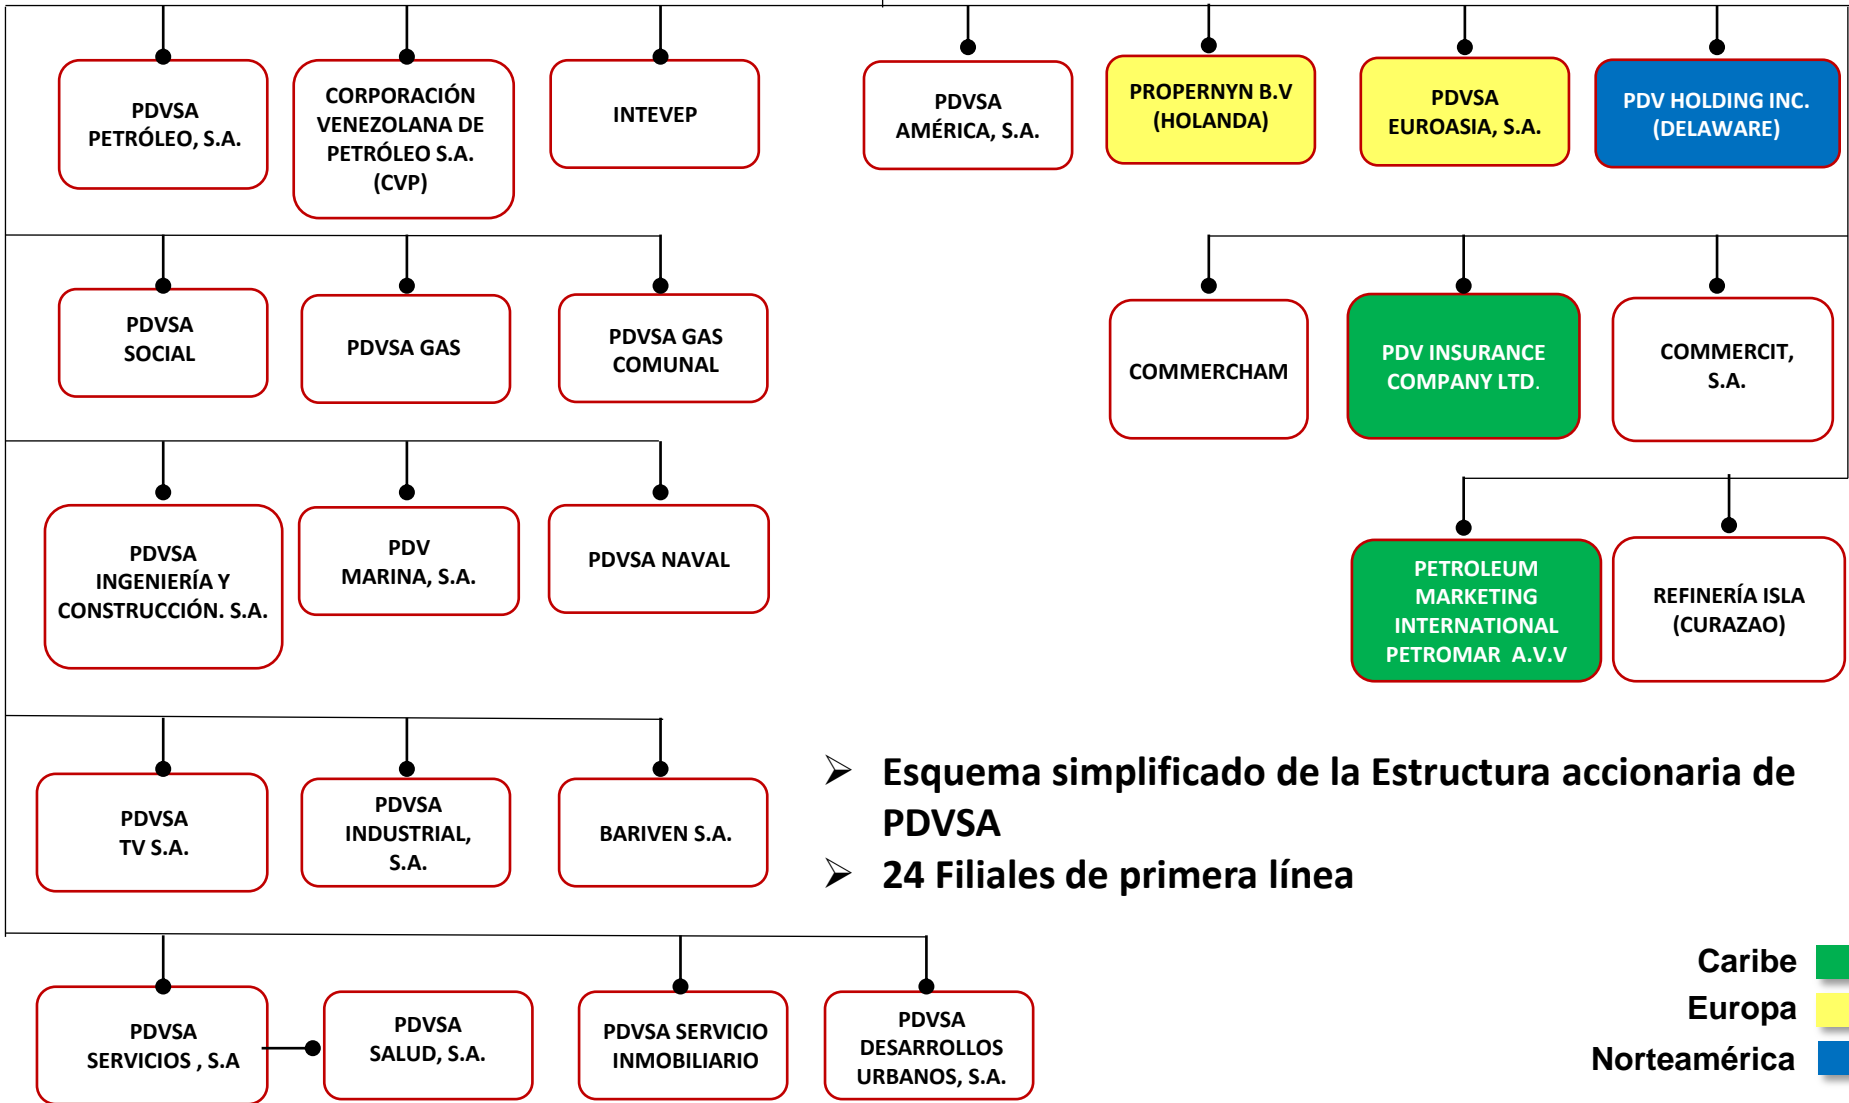 PDVSA
PETRÓLEO, S.A.
CORPORACIÓN
VENEZOLANA DE
PETRÓLEO S.A.
(CVP)
INTEVEP
PDVSA
AMÉRICA, S.A.
PROPERNYN B.V
(HOLANDA)
PDVSA
EUROASIA, S.A.
PDV HOLDING INC.
(DELAWARE)
PDVSA
SOCIAL
PDVSA GAS
PDVSA GAS
COMUNAL
COMMERCHAM
PDV INSURANCE
COMPANY LTD.
COMMERCIT,
S.A.
PDVSA
INGENIERÍA Y
CONSTRUCCIÓN. S.A.
PDV
MARINA, S.A.
PDVSA NAVAL
PETROLEUM
MARKETING
INTERNATIONAL
PETROMAR A.V.V
REFINERÍA ISLA
(CURAZAO)
PDVSA
TV S.A.
PDVSA
INDUSTRIAL,
S.A.
BARIVEN S.A.
➢ Esquema simplificado de la Estructura accionaria de
PDVSA
➢ 24 Filiales de primera línea
PDVSA
SERVICIOS , S.A
PDVSA
SALUD, S.A.
PDVSA SERVICIO
INMOBILIARIO
PDVSA
DESARROLLOS
URBANOS, S.A.
Caribe
Europa
Norteamérica